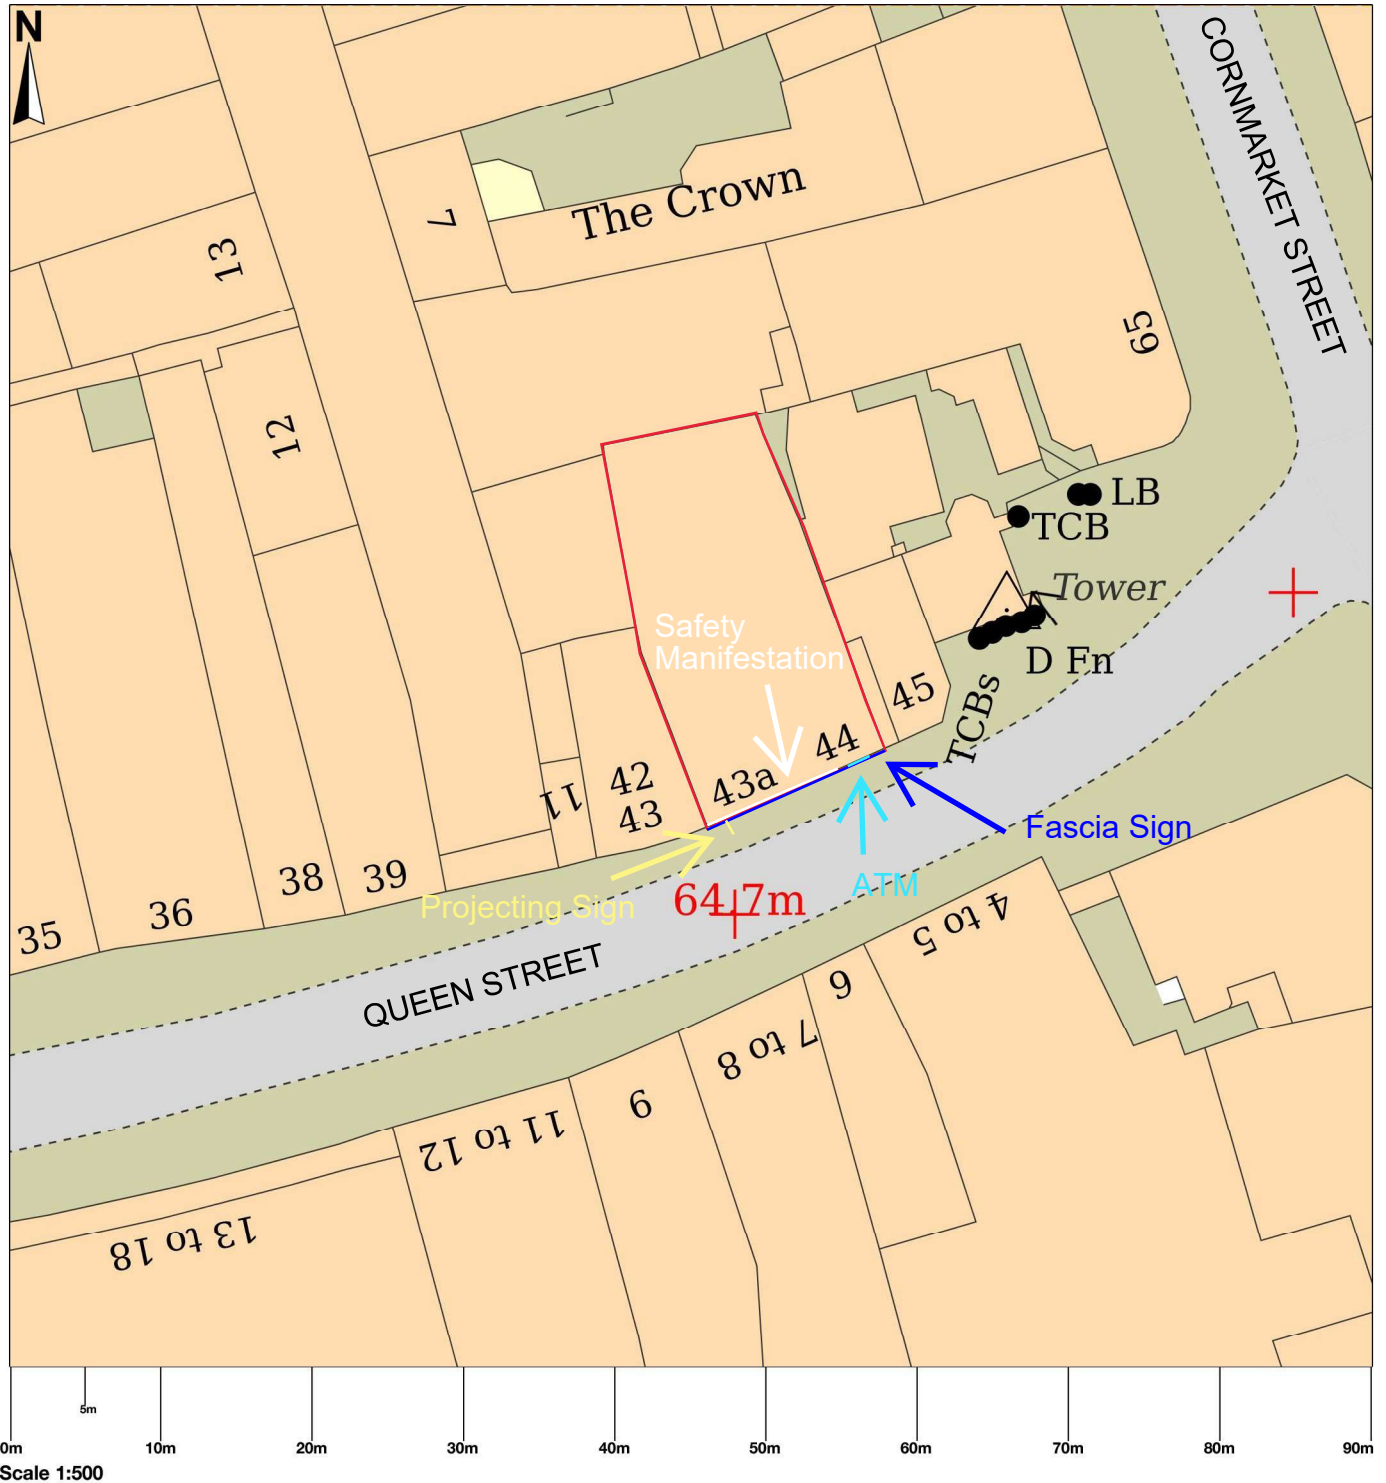 N
CORNMARKET STREET
The Crown
7
13
65
12
LB
TCB
Tower
Safety
Manifestation
D Fn
45
TCBs
44
43a
42
43
11
Fascia Sign
ATM
38
39
Projecting Sign
64.7m
35
36
4 to 5
QUEEN STREET
6
7 to 8
9
11 to 12
13 to 18
5m
0m
10m
20m
30m
40m
50m
60m
70m
80m
90m
Scale 1:500